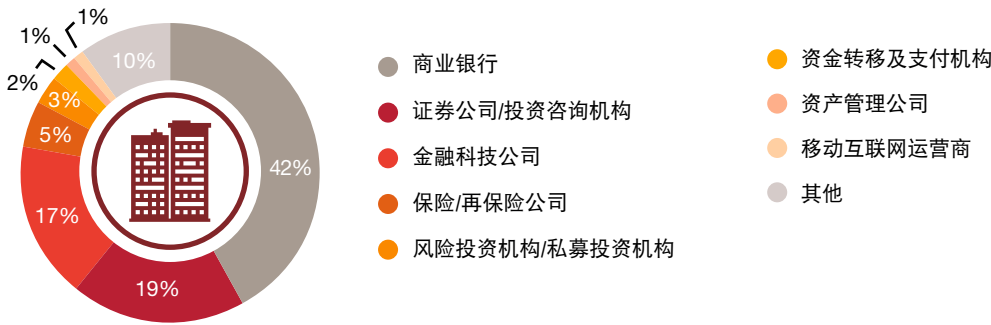 1%
1%
2%
3%
5%
10%
17%
19%
42%
商业银行
证券公司/投资咨询机构
金融科技公司
保险/再保险公司
风险投资机构/私募投资机构
资金转移及支付机构
资产管理公司
移动互联网运营商
其他